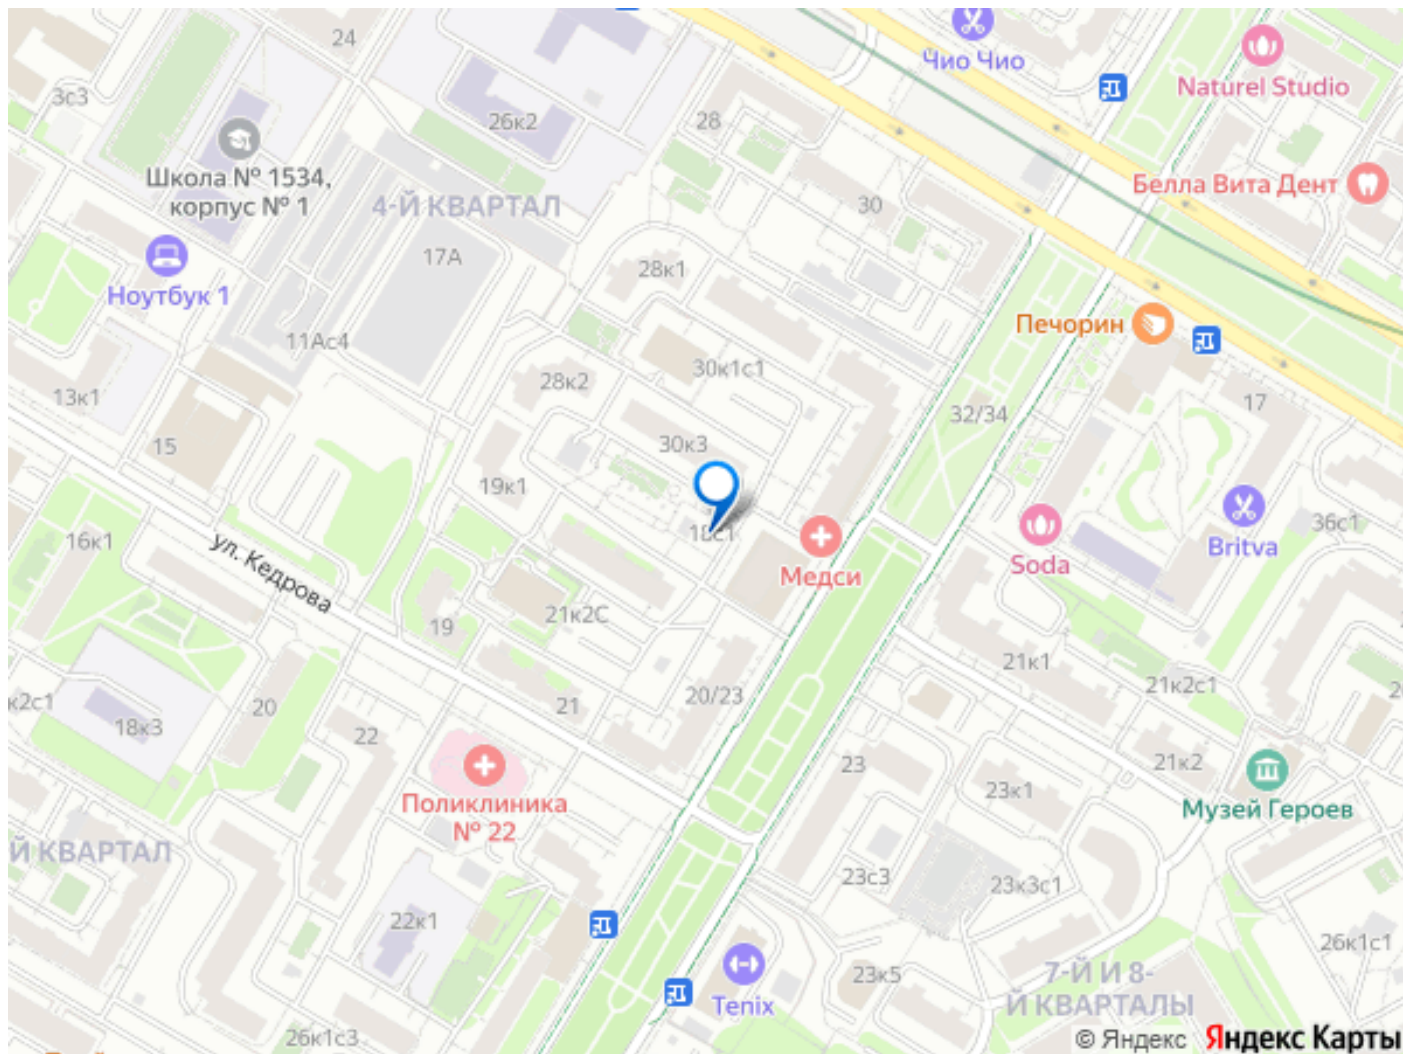 24
Чио Чио
Naturel Studio
3с3
26к2
28
Школа № 1534,
корпус № 1
4-Й КВАРТАЛ
30
Белла Вита Дент
17А
28к1
Ноутбук 1
Печорин
11Ас4
30к1с1
28к2
13к1
32/34
17
15
30к3
19к1
36с1
16к1
18с1
Медси
Soda
Britva
ул. Кедрова
21к2С
19
21к1
21к2с1
к2с1
20
21
20/23
18к3
22
23
21к2
23к1
Музей Героев
Поликлиника
№ 22
Й КВАРТАЛ
23с3
23к3с1
22к1
26к1с1
23к5
7-Й И 8-
Й КВАРТАЛЫ
Tenix
26к1с3
© Яндекс Яндекс Карты